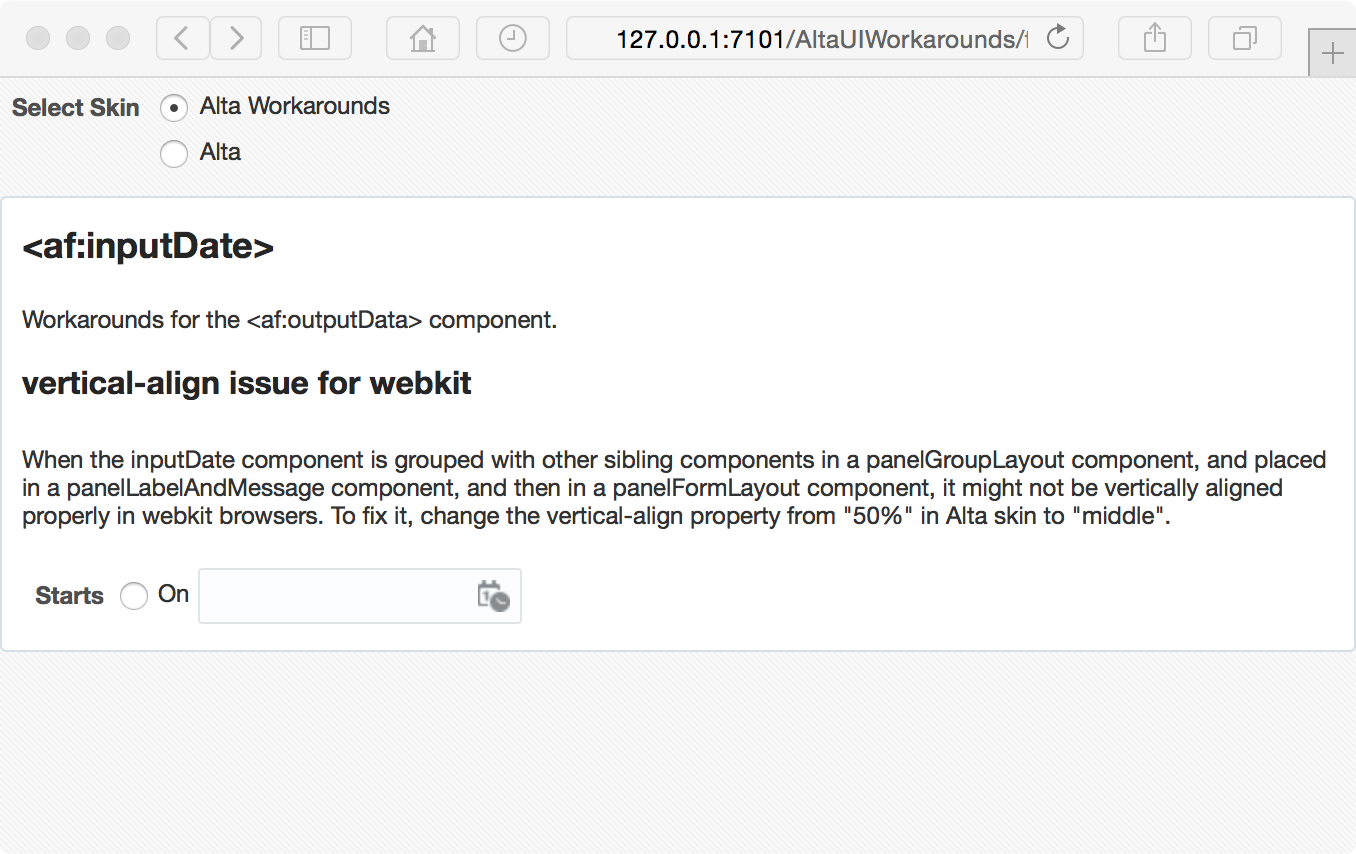 127.0.0.1:7101/AltaUIWorkarounds/
Select Skin Alta Workarounds
Alta
<af:inputDate>
Workarounds for the <af:outputData> component.
vertical-align issue for webkit
When the inputDate component is grouped with other sibling components in a panelGroupLayout component, and placed
in a panelLabelAndMessage component, and then in a panelFormLayout component, it might not be vertically aligned
properly in webkit browsers. To fix it, change the vertical-align property from "50%" in Alta skin to "middle".
Starts On